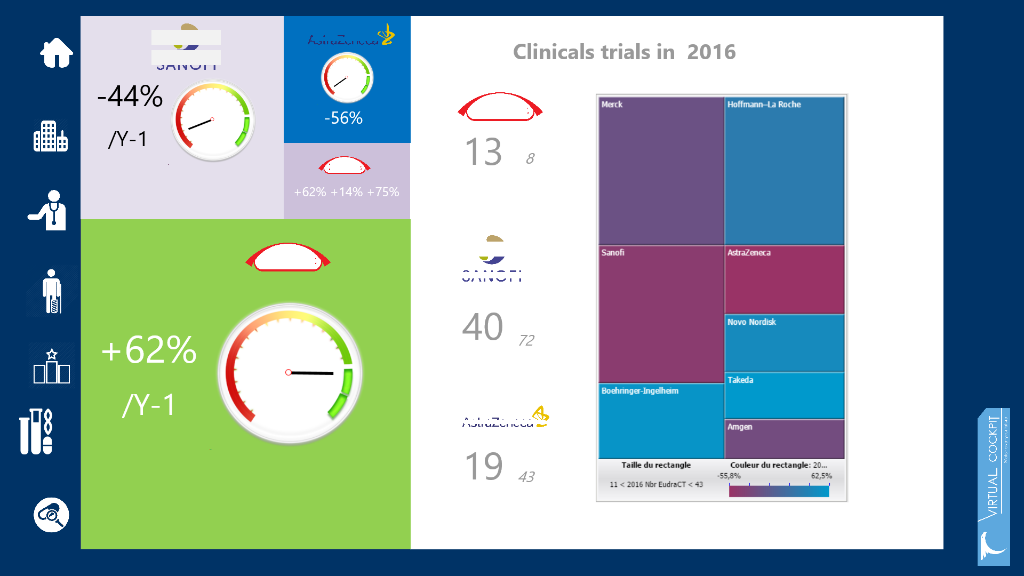 SANOFI
-44%
/Y-1
AstraZeneca
-56%
+62% +14% +75%
+62%
/Y-1
Clinicals trials in 2016
13 8
SANOFI
40 72
AstraZeneca
19 43
Merck
Hoffmann-La Roche
Sanofi
AstraZeneca
Novo Nordisk
Boehringer-Ingelheim
Takeda
Amgen
Taille du rectangle
11 < 2016 Nbr EudraCT < 43
Couleur du rectangle: 20...
-55,8% 62,5%
VIRTUAL COCKPIT